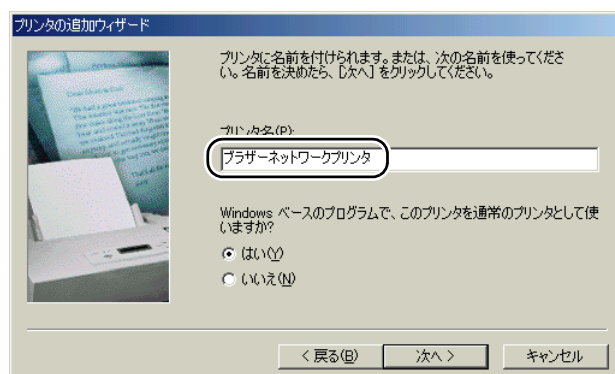 プリンタの追加ウィザード
プリンタに名前を付けられます。または、次の名前を使ってくださ
い。名前を決めたら、[次へ] をクリックしてください。
プリンタ名(P):
ブラザーネットワークプリンタ
Windows ベースのプログラムで、このプリンタを通常のプリンタとして使
いますか?
はい(Y)
いいえ(N)
< 戻る(B)
次へ >
キャンセル